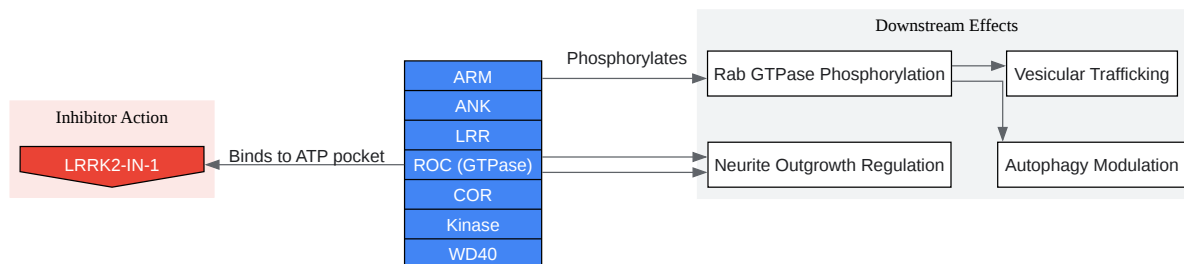 Downstream Effects
Phosphorylates
ARM
Rab GTPase Phosphorylation
Vesicular Trafficking
ANK
Inhibitor Action
LRR
LRRK2-IN-1
Binds to ATP pocket
ROC (GTPase)
Neurite Outgrowth Regulation
Autophagy Modulation
COR
Kinase
WD40